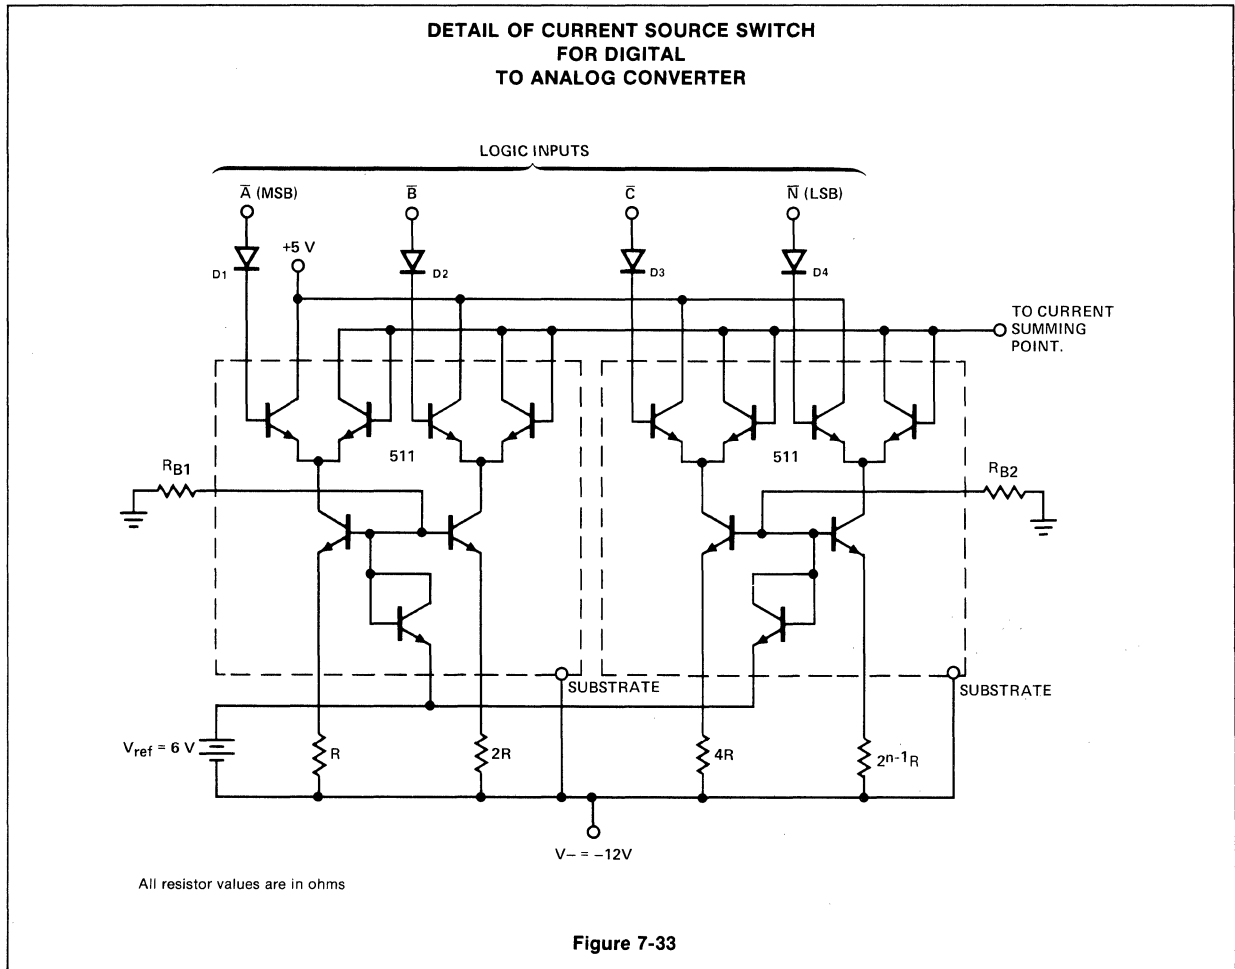 DETAIL OF CURRENT SOURCE SWITCH
FOR DIGITAL
TO ANALOG CONVERTER
LOGIC INPUTS
A̅ (MSB)
B̅
C̅
N̅ (LSB)
+5 V
D1
D2
D3
D4
TO CURRENT
SUMMING
POINT.
511
511
RB1
RB2
SUBSTRATE
SUBSTRATE
Vref = 6 V
R
2R
4R
2n-1R
V− = −12V
All resistor values are in ohms
Figure 7-33